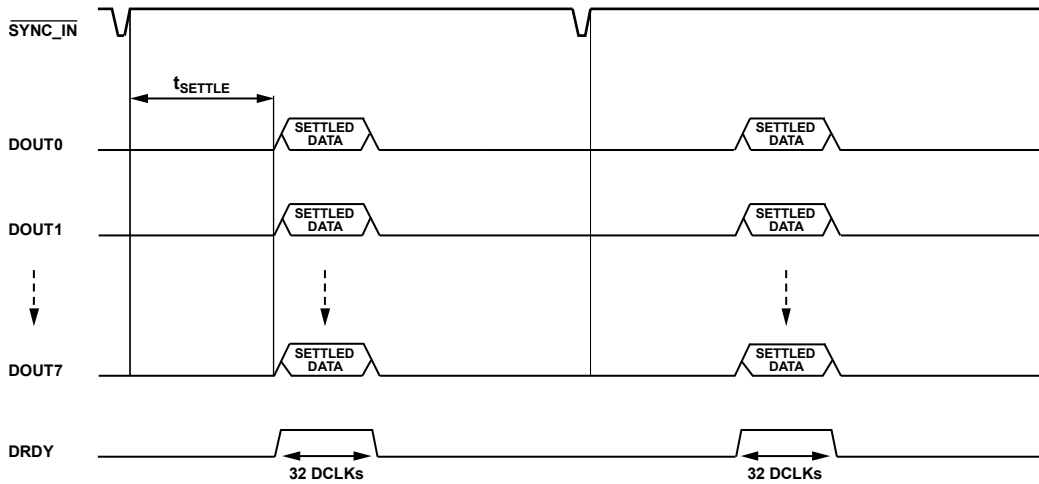 SYNC_IN
tSETTLE
DOUT0
SETTLED
DATA
SETTLED
DATA
DOUT1
SETTLED
DATA
SETTLED
DATA
DOUT7
SETTLED
DATA
SETTLED
DATA
DRDY
32 DCLKs
32 DCLKs